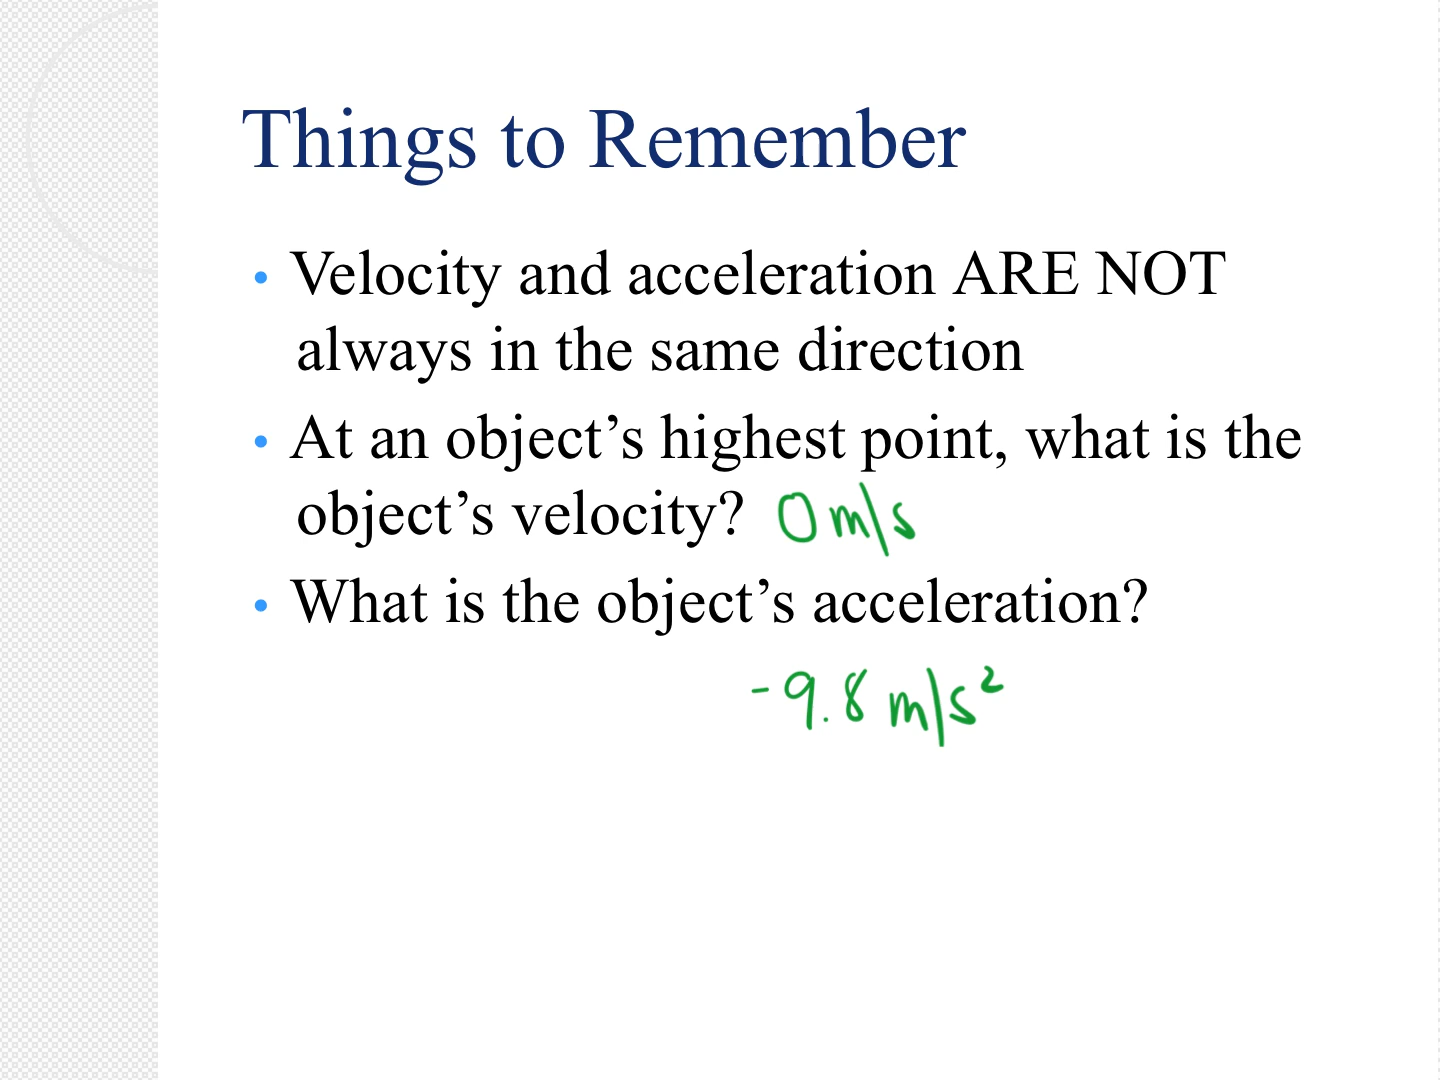 Things to Remember
• Velocity and acceleration ARE NOT
always in the same direction
• At an object’s highest point, what is the
object’s velocity? 0 m/s
• What is the object’s acceleration?
-9.8 m/s²